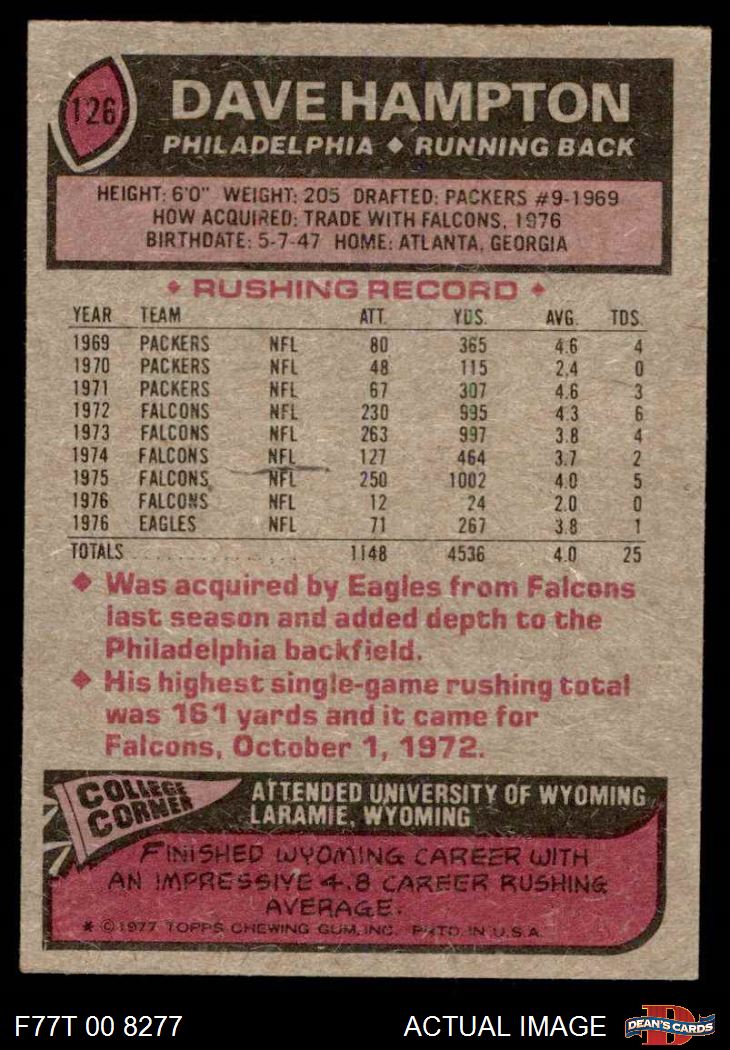 126
DAVE HAMPTON
PHILADELPHIA ◆ RUNNING BACK
HEIGHT: 6'0" WEIGHT: 205 DRAFTED: PACKERS #9-1969
HOW ACQUIRED: TRADE WITH FALCONS, 1976
BIRTHDATE: 5-7-47 HOME: ATLANTA, GEORGIA
◆ RUSHING RECORD ◆
YEAR TEAM ATT. YDS. AVG. TDS.
1969 PACKERS NFL 80 365 4.6 4
1970 PACKERS NFL 48 115 2.4 0
1971 PACKERS NFL 67 307 4.6 3
1972 FALCONS NFL 230 995 4.3 6
1973 FALCONS NFL 263 997 3.8 4
1974 FALCONS NFL 127 464 3.7 2
1975 FALCONS NFL 250 1002 4.0 5
1976 FALCONS NFL 12 24 2.0 0
1976 EAGLES NFL 71 267 3.8 1
TOTALS . . . . . . . . . . . . . . . . 1148 4536 4.0 25
◆ Was acquired by Eagles from Falcons
last season and added depth to the
Philadelphia backfield.
◆ His highest single-game rushing total
was 161 yards and it came for
Falcons, October 1, 1972.
COLLEGE
CORNER
ATTENDED UNIVERSITY OF WYOMING
LARAMIE, WYOMING
FINISHED WYOMING CAREER WITH
AN IMPRESSIVE 4.8 CAREER RUSHING
AVERAGE.
* ©1977 TOPPS CHEWING GUM, INC. PRTD. IN U.S.A.
F77T 00 8277
ACTUAL IMAGE
D
DEAN'S CARDS